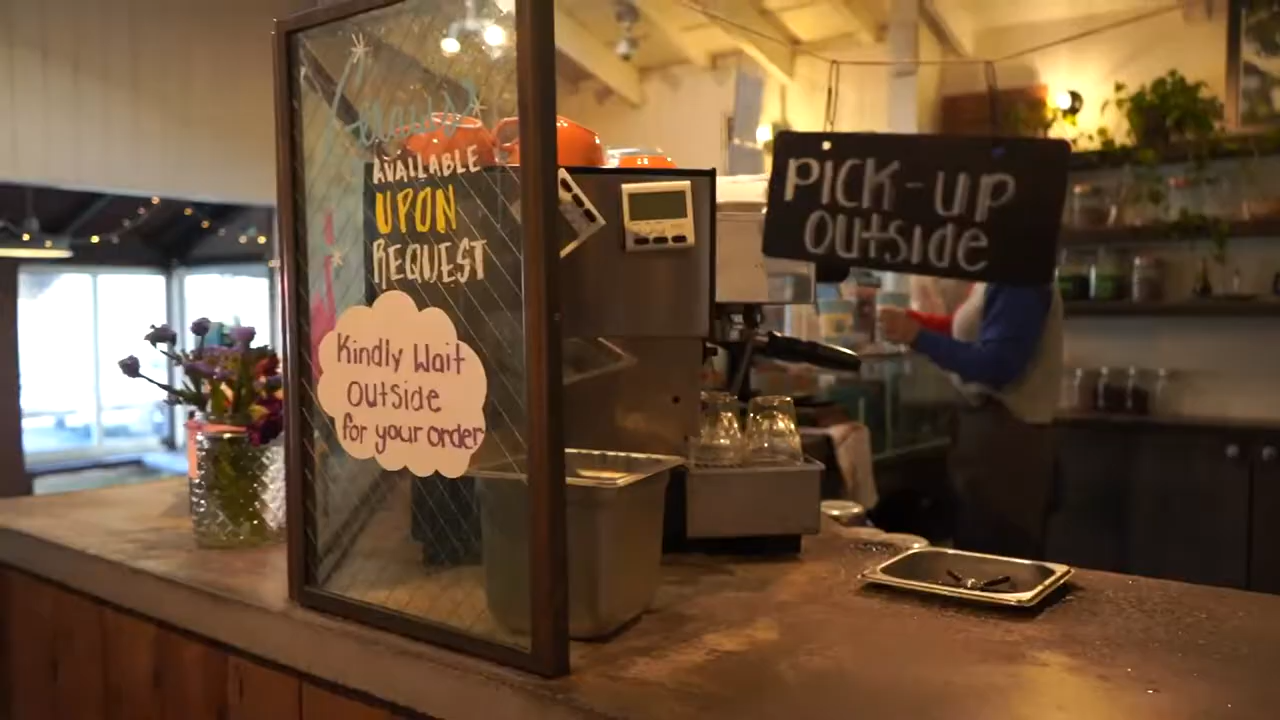 AVAILABLE
UPON
REQUEST
Kindly Wait
outside
for your order
PICK-UP
outside